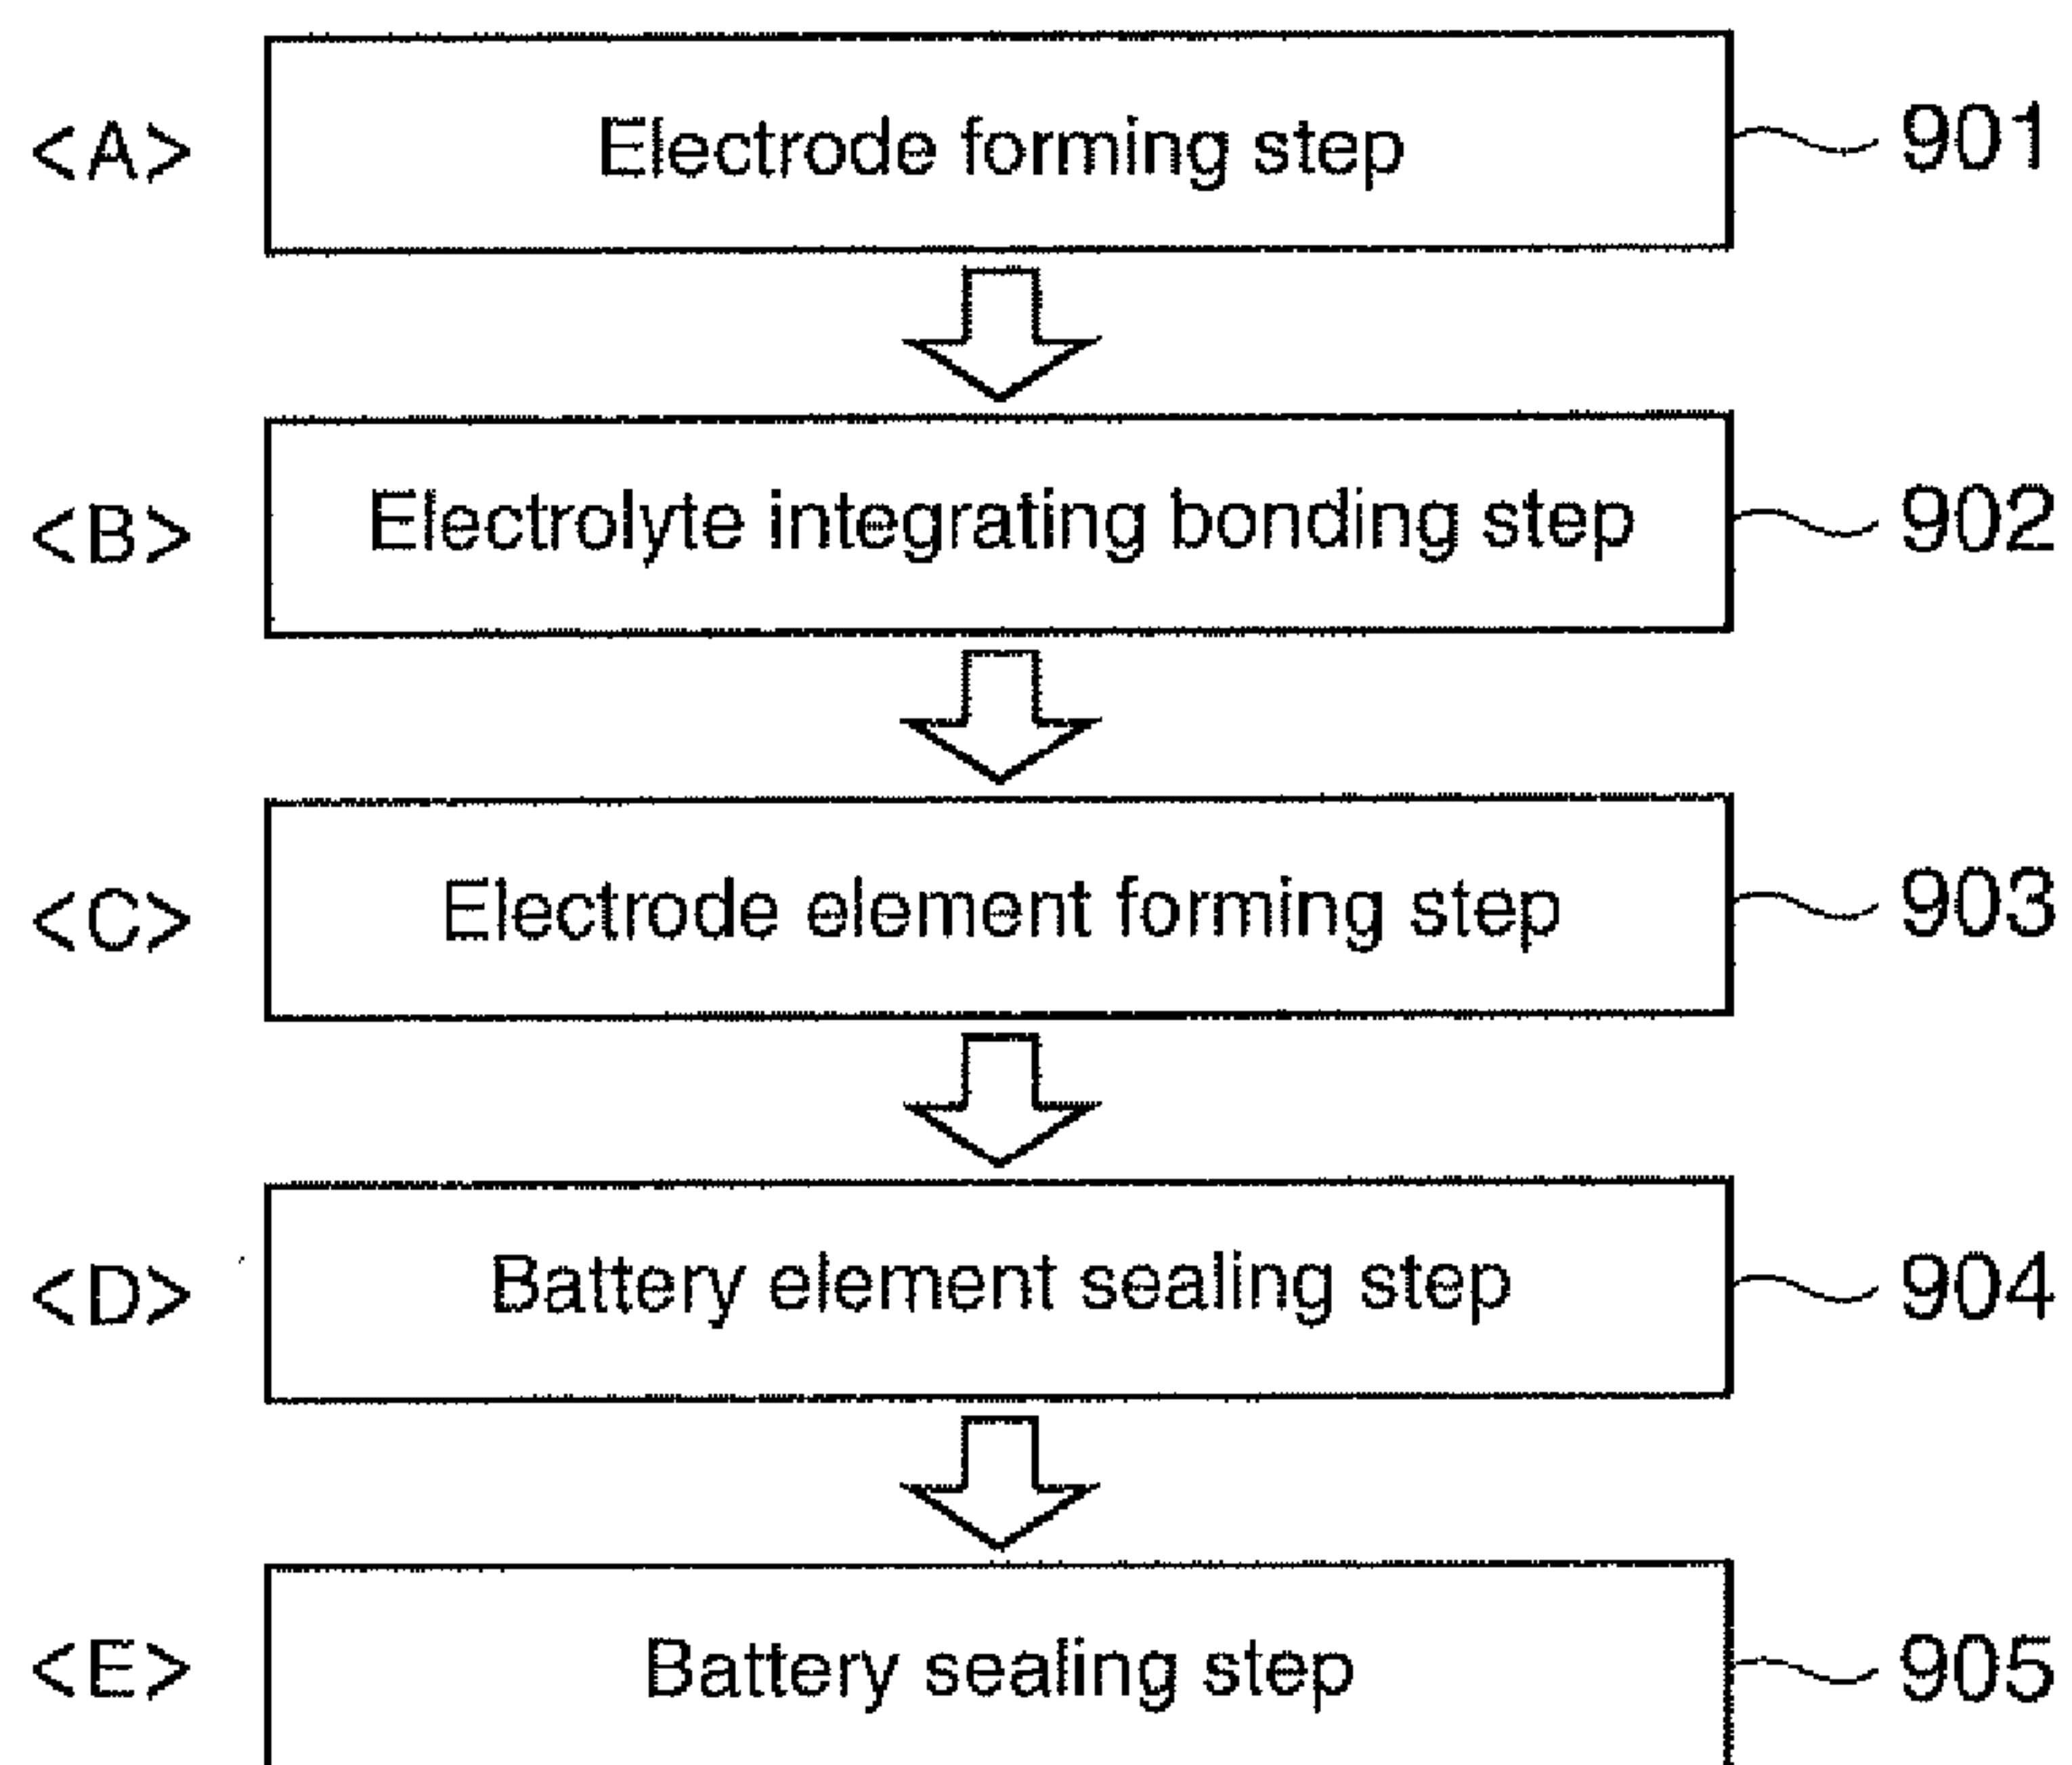 <A> Electrode forming step 901
<B> Electrolyte integrating bonding step 902
<C> Electrode element forming step 903
<D> Battery element sealing step 904
<E> Battery sealing step 905